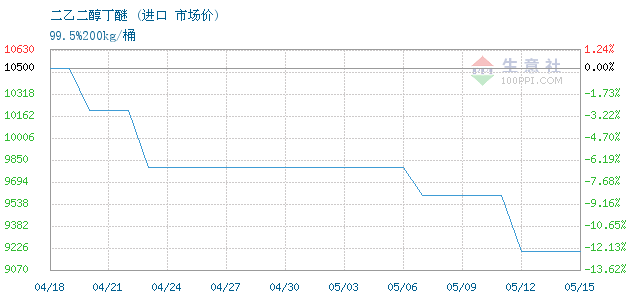 二乙二醇丁醚 (进口 市场价)
99.5%200kg/桶
10630 1.24%
10500 0.00%
生意社
100PPI.COM
10318 -1.73%
10162 -3.22%
10006 -4.70%
9850 -6.19%
9694 -7.68%
9538 -9.16%
9382 -10.65%
9226 -12.13%
9070 -13.62%
04/18 04/21 04/24 04/27 04/30 05/03 05/06 05/09 05/12 05/15